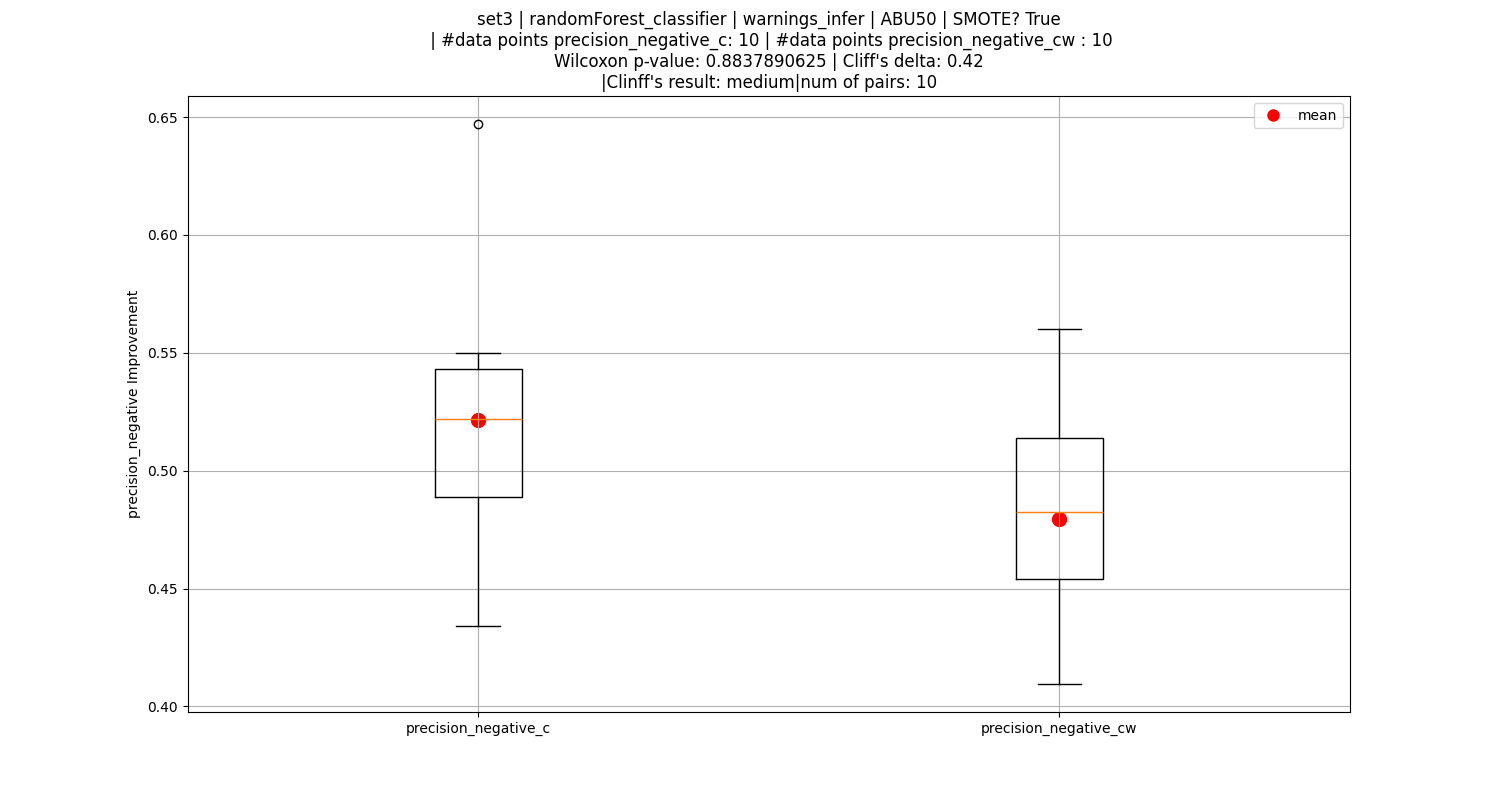 set3 | randomForest_classifier | warnings_infer | ABU50 | SMOTE? True
| #data points precision_negative_c: 10 | #data points precision_negative_cw : 10
Wilcoxon p-value: 0.8837890625 | Cliff's delta: 0.42
|Clinff's result: medium|num of pairs: 10
mean
0.65
0.60
0.55
0.50
0.45
0.40
precision_negative Improvement
precision_negative_c
precision_negative_cw